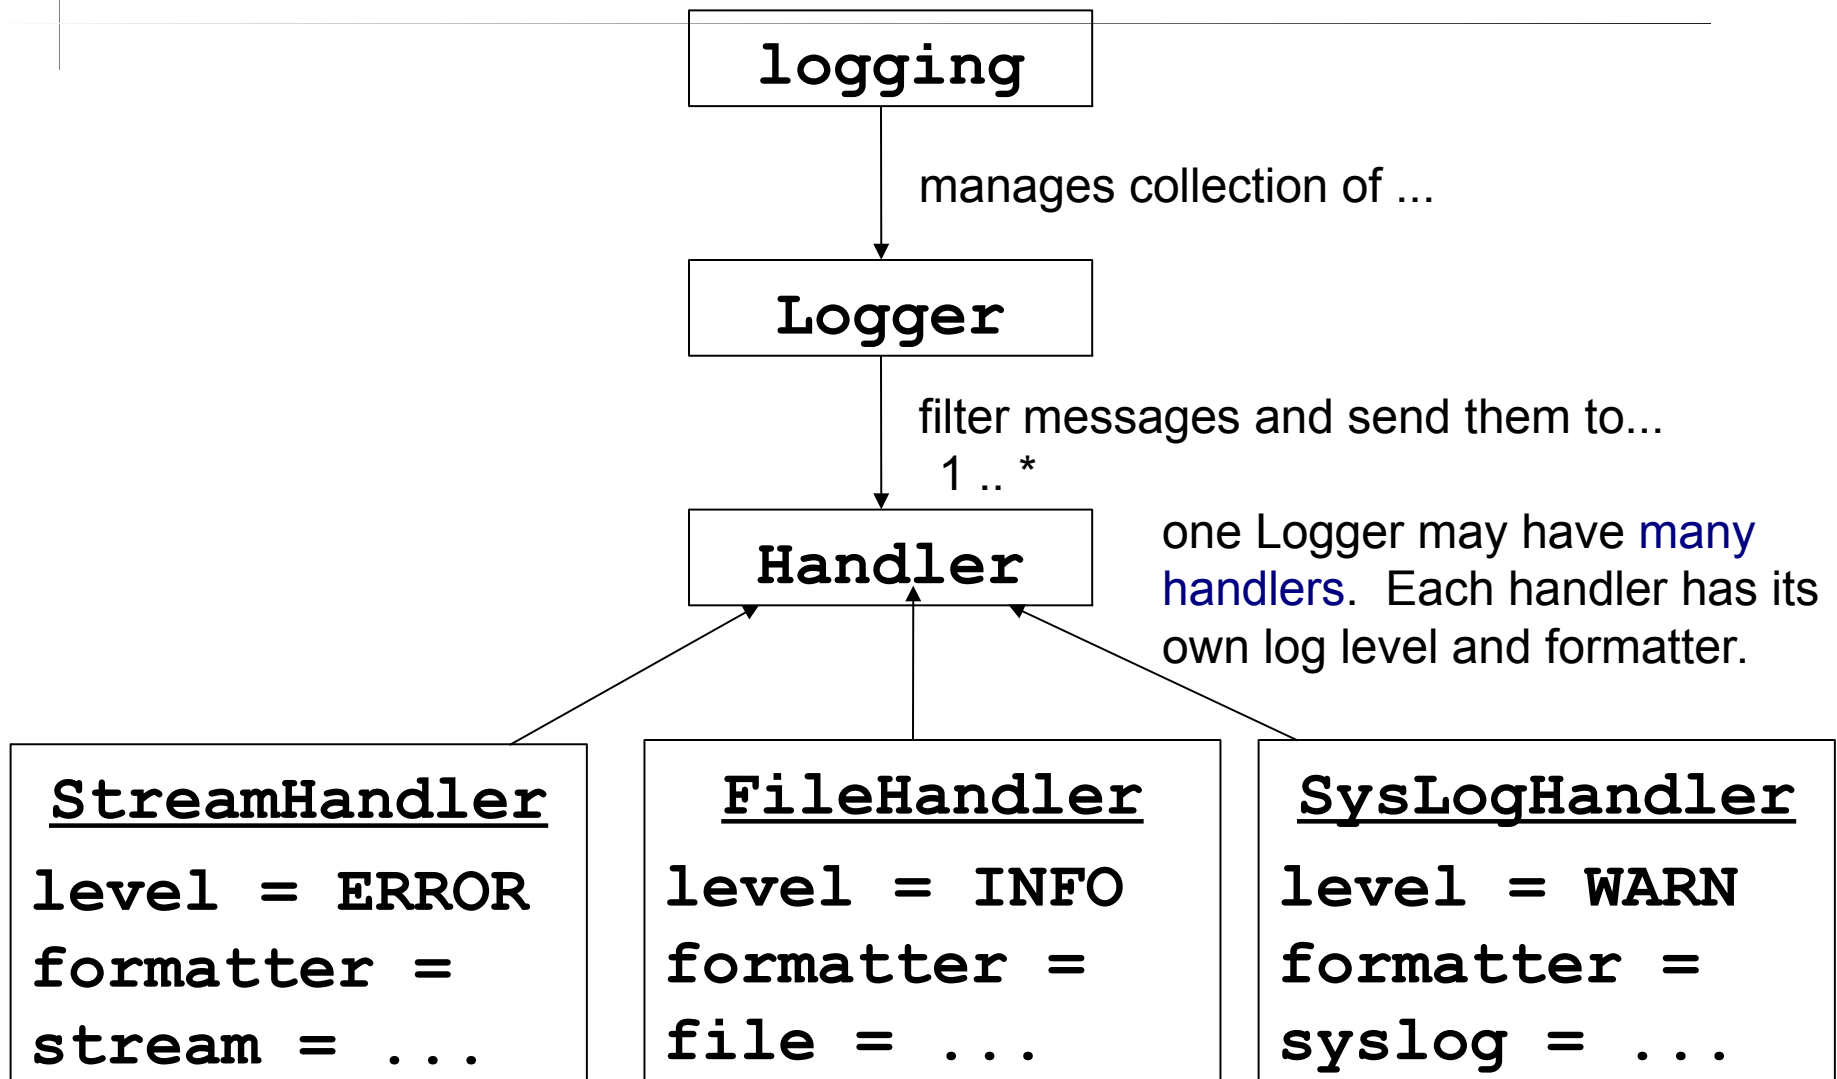 logging
manages collection of ...
Logger
filter messages and send them to...
1 .. *
Handler
one Logger may have many
handlers.  Each handler has its
own log level and formatter.
StreamHandler
level = ERROR
formatter =
stream = ...
FileHandler
level = INFO
formatter =
file = ...
SysLogHandler
level = WARN
formatter =
syslog = ...